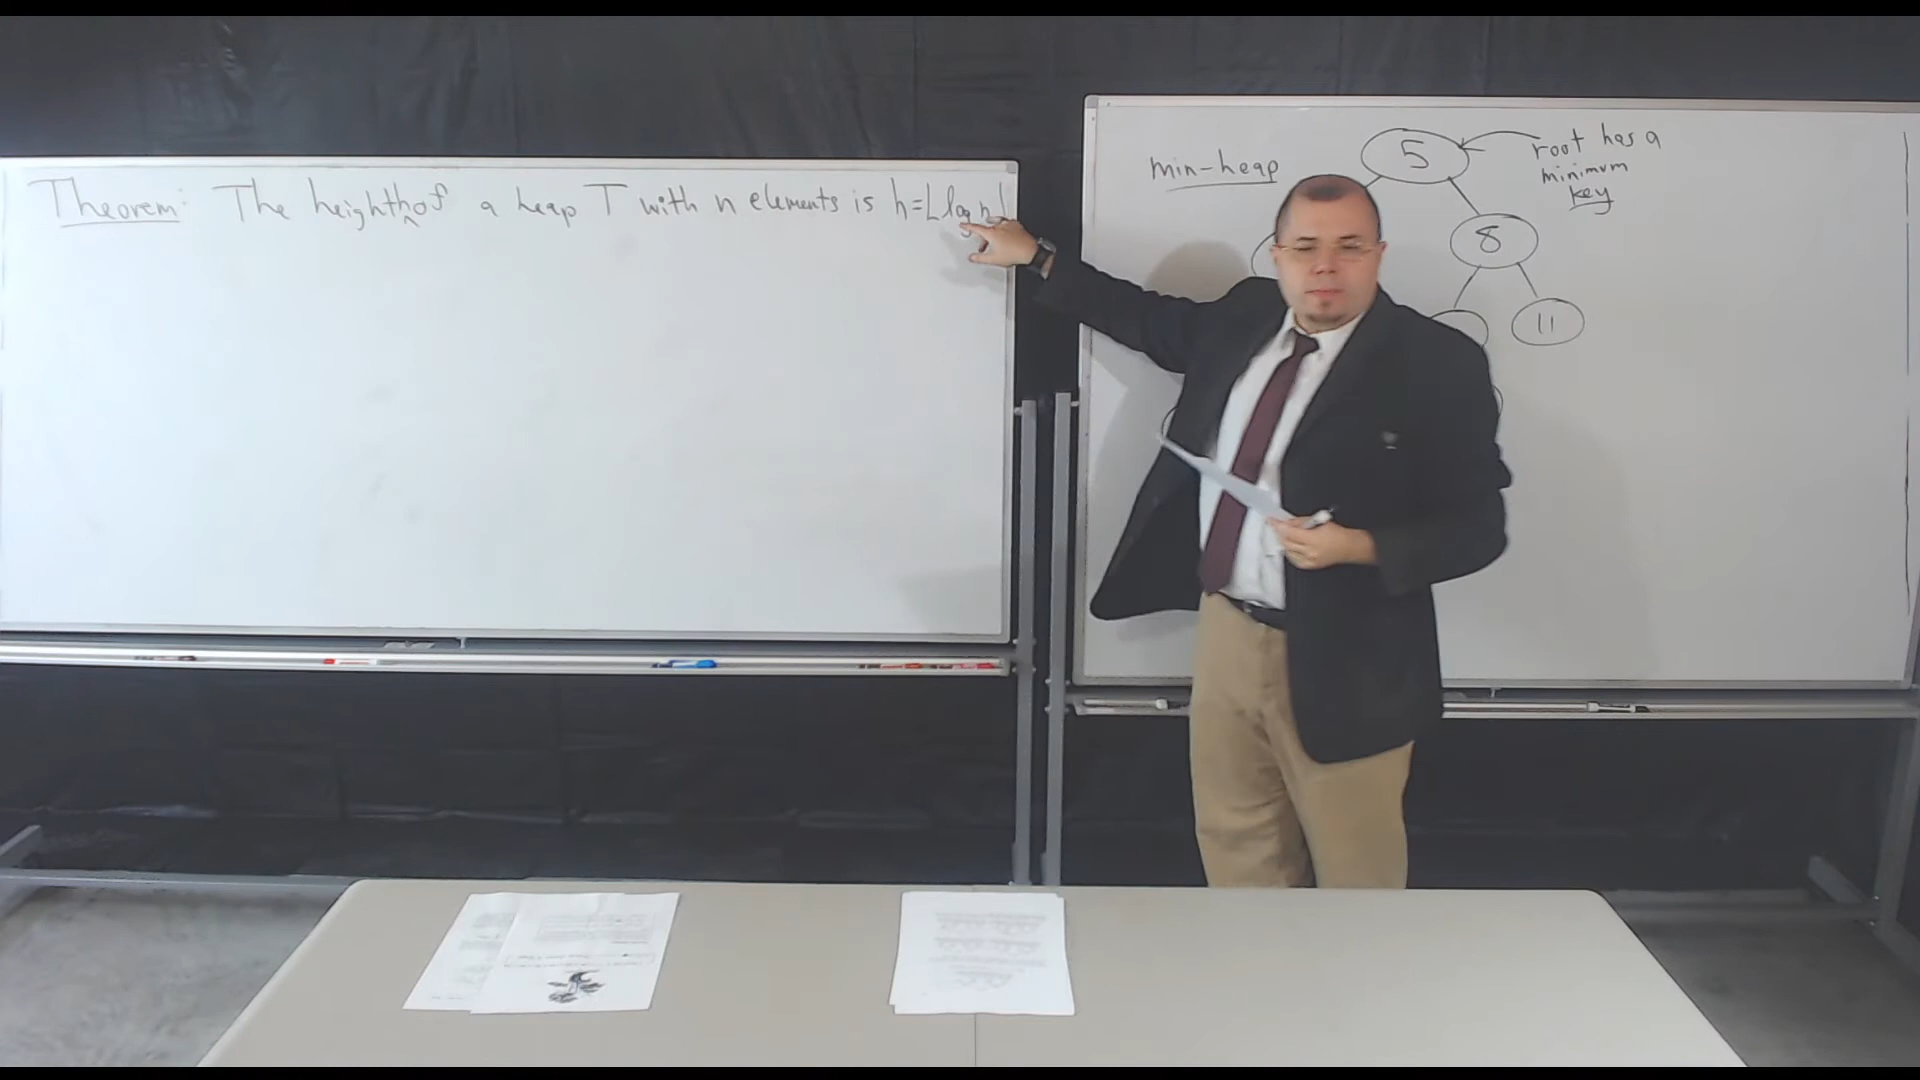 Theorem: The height h of a heap T with n elements is h=⌊log n⌋
min-heap
5
root has a
minimum
key
8
11